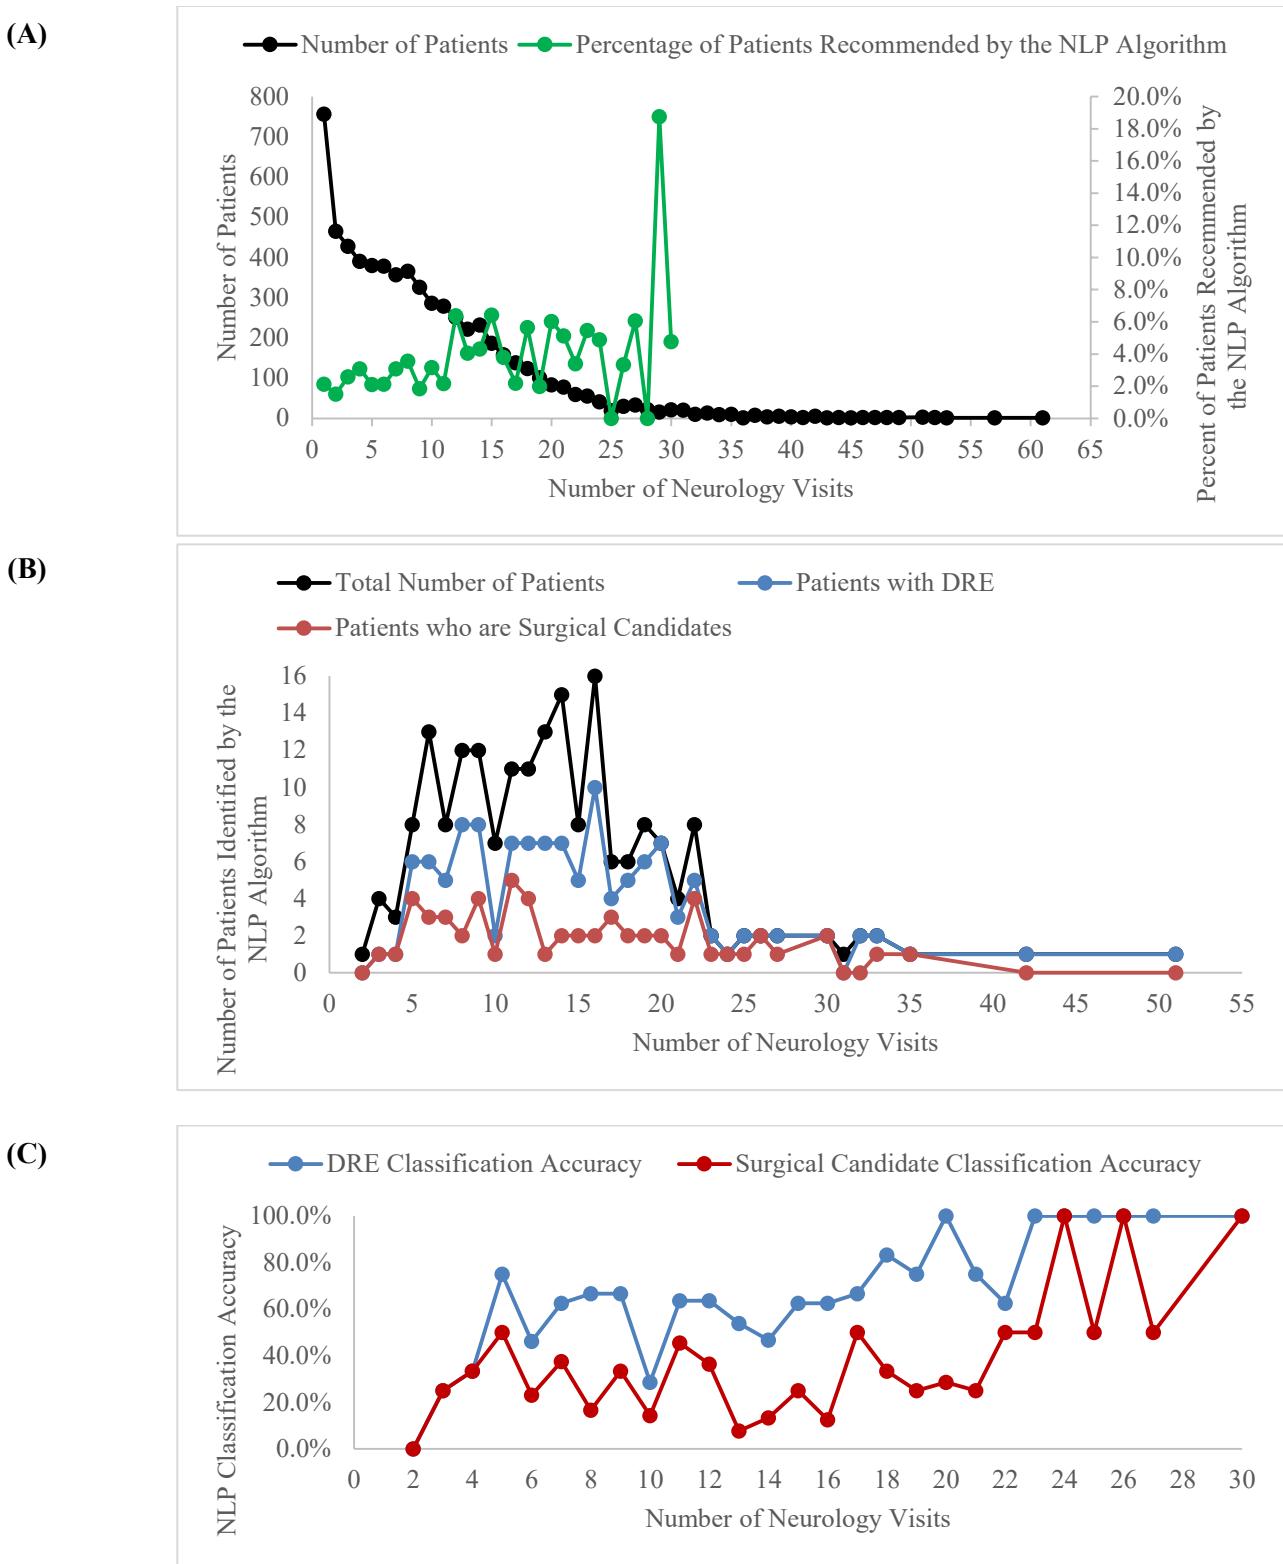 (A)
Number of Patients Percentage of Patients Recommended by the NLP Algorithm
800
700
600
500
400
300
200
100
0
Number of Patients
20.0%
18.0%
16.0%
14.0%
12.0%
10.0%
8.0%
6.0%
4.0%
2.0%
0.0%
Percent of Patients Recemmended by
the NLP Algorithm
0 5 10 15 20 25 30 35 40 45 50 55 60 65
Number of Neurology Visits
(B)
Total Number of Patients Patients with DRE
Patients who are Surgical Candidates
16
14
12
10
8
6
4
2
0
Number of Patients Identified by the
NLP Algorithm
0 5 10 15 20 25 30 35 40 45 50 55
Number of Neurology Visits
(C)
DRE Classification Accuracy Surgical Candidate Classification Accuracy
100.0%
80.0%
60.0%
40.0%
20.0%
0.0%
NLP Classification Accuracy
0 2 4 6 8 10 12 14 16 18 20 22 24 26 28 30
Number of Neurology Visits